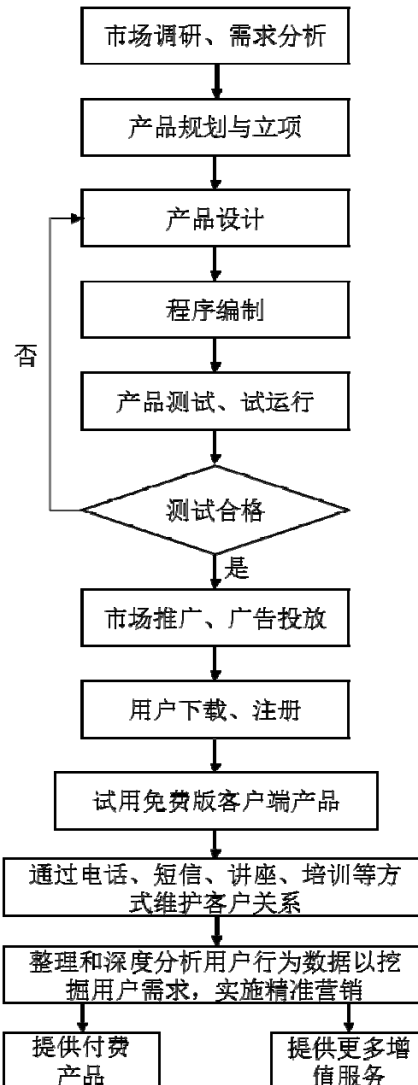 市场调研、需求分析
产品规划与立项
产品设计
程序编制
否
产品测试、试运行
测试合格
是
市场推广、广告投放
用户下载、注册
试用免费版客户端产品
通过电话、短信、讲座、培训等方
式维护客户关系
整理和深度分析用户行为数据以挖
掘用户需求，实施精准营销
提供付费
产品
提供更多增
值服务